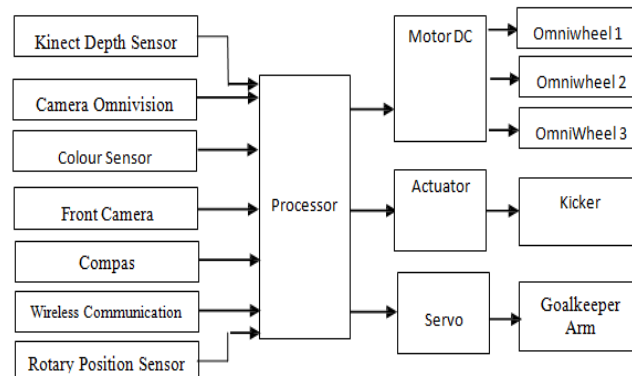 Kinect Depth Sensor
Camera Omnivision
Colour Sensor
Front Camera
Compas
Wireless Communication
Rotary Position Sensor
Processor
Motor DC
Actuator
Servo
Omniwheel 1
Omniwheel 2
OmniWheel 3
Kicker
Goalkeeper
Arm